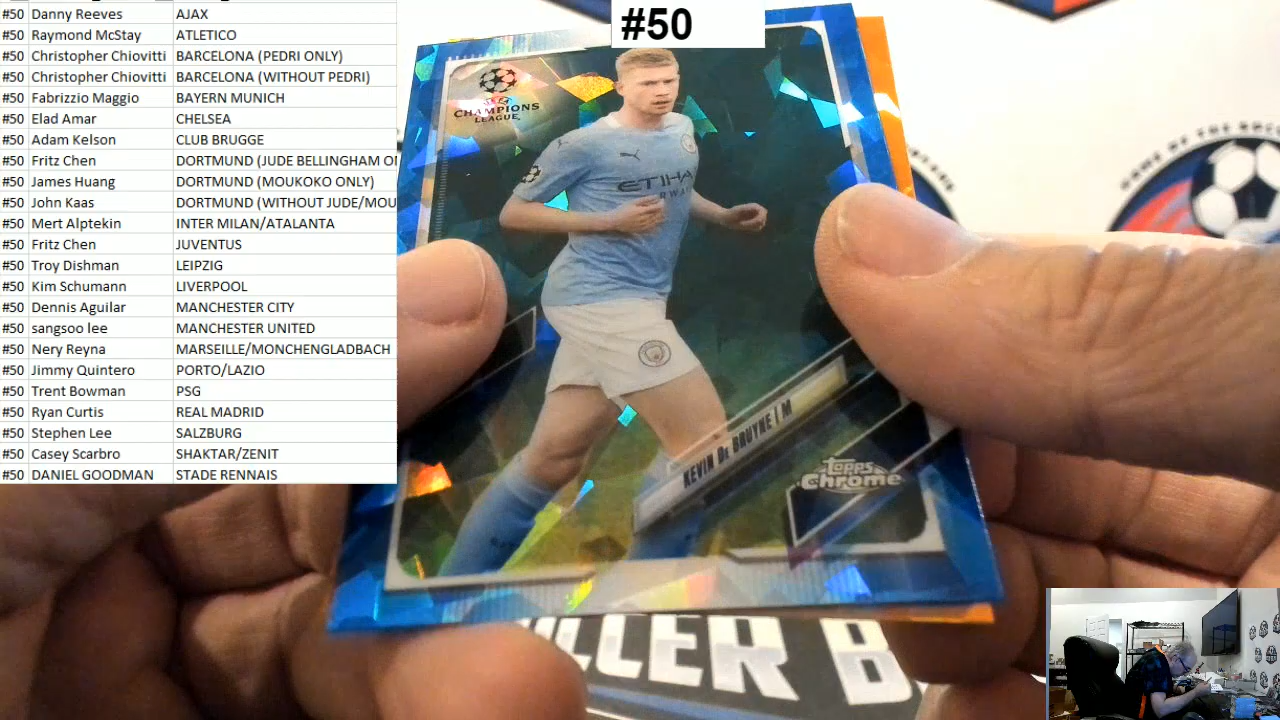 #50
#50 Danny Reeves AJAX
#50 Raymond McStay ATLETICO
#50 Christopher Chiovitti BARCELONA (PEDRI ONLY)
#50 Christopher Chiovitti BARCELONA (WITHOUT PEDRI)
#50 Fabrizzio Maggio BAYERN MUNICH
#50 Elad Amar CHELSEA
#50 Adam Kelson CLUB BRUGGE
#50 Fritz Chen DORTMUND (JUDE BELLINGHAM
#50 James Huang DORTMUND (MOUKOKO ONLY)
#50 John Kaas DORTMUND (WITHOUT JUDE/MOU
#50 Mert Alptekin INTER MILAN/ATALANTA
#50 Fritz Chen JUVENTUS
#50 Troy Dishman LEIPZIG
#50 Kim Schumann LIVERPOOL
#50 Dennis Aguilar MANCHESTER CITY
#50 sangsoo lee MANCHESTER UNITED
#50 Nery Reyna MARSEILLE/MONCHENGLADBACH
#50 Jimmy Quintero PORTO/LAZIO
#50 Trent Bowman PSG
#50 Ryan Curtis REAL MADRID
#50 Stephen Lee SALZBURG
#50 Casey Scarbro SHAKTAR/ZENIT
#50 DANIEL GOODMAN STADE RENNAIS
CHAMPIONS
LEAGUE
ETIHA
KEVIN DE BRUYNE | M
TOPPS
Chrome
LLER B